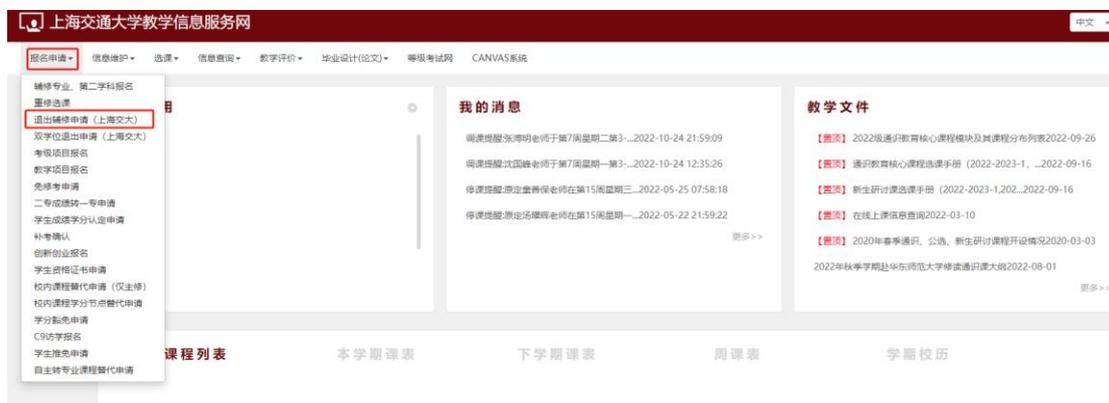 上海交通大学教学信息服务网
中文
报名申请 信息维护 选课 信息查询 教学评价 毕业设计(论文) 等级考试网 CANVAS系统
辅修专业、第二学科报名
重修选课
退出辅修申请（上海交大）
双学位退出申请（上海交大）
考级项目报名
教学项目报名
免修考申请
二专成绩转一专申请
学生成绩学分认定申请
补考确认
创新创业报名
学生资格证书申请
校内课程替代申请（仅主修）
校内课程学分节点替代申请
学分豁免申请
C9访学报名
学生推免申请
自主转专业课程替代申请
用
我的消息
调课提醒:张博明老师于第7周星期二第3-...2022-10-24 21:59:09
调课提醒:沈国峰老师于第7周星期一第3-...2022-10-24 12:35:26
停课提醒:原定童善保老师在第15周星期三...2022-05-25 07:58:18
停课提醒:原定汤耀辉老师在第15周星期一...2022-05-22 21:59:22
更多>>
教学文件
【置顶】2022级通识教育核心课程模块及其课程分布列表2022-09-26
【置顶】通识教育核心课程选课手册（2022-2023-1，...2022-09-16
【置顶】新生研讨课选课手册（2022-2023-1,202...2022-09-16
【置顶】在线上课信息查询2022-03-10
【置顶】2020年春季通识、公选、新生研讨课程开设情况2020-03-03
2022年秋季学期赴华东师范大学修读通识课大纲2022-08-01
更多>>
课程列表 本学期课表 下学期课表 周课表 学期校历